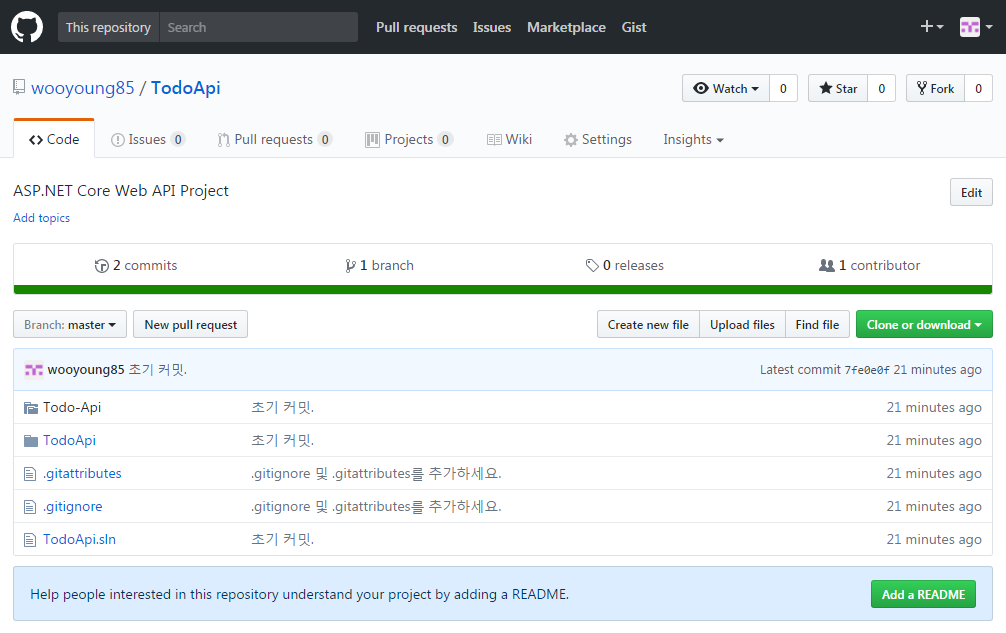 This repository Search Pull requests Issues Marketplace Gist
wooyoung85 / TodoApi Watch 0 Star 0 Fork 0
Code Issues 0 Pull requests 0 Projects 0 Wiki Settings Insights
ASP.NET Core Web API Project Edit
Add topics
2 commits 1 branch 0 releases 1 contributor
Branch: master New pull request Create new file Upload files Find file Clone or download
wooyoung85 초기 커밋. Latest commit 7fe0e0f 21 minutes ago
Todo-Api 초기 커밋. 21 minutes ago
TodoApi 초기 커밋. 21 minutes ago
.gitattributes .gitignore 및 .gitattributes를 추가하세요. 21 minutes ago
.gitignore .gitignore 및 .gitattributes를 추가하세요. 21 minutes ago
TodoApi.sln 초기 커밋. 21 minutes ago
Help people interested in this repository understand your project by adding a README. Add a README